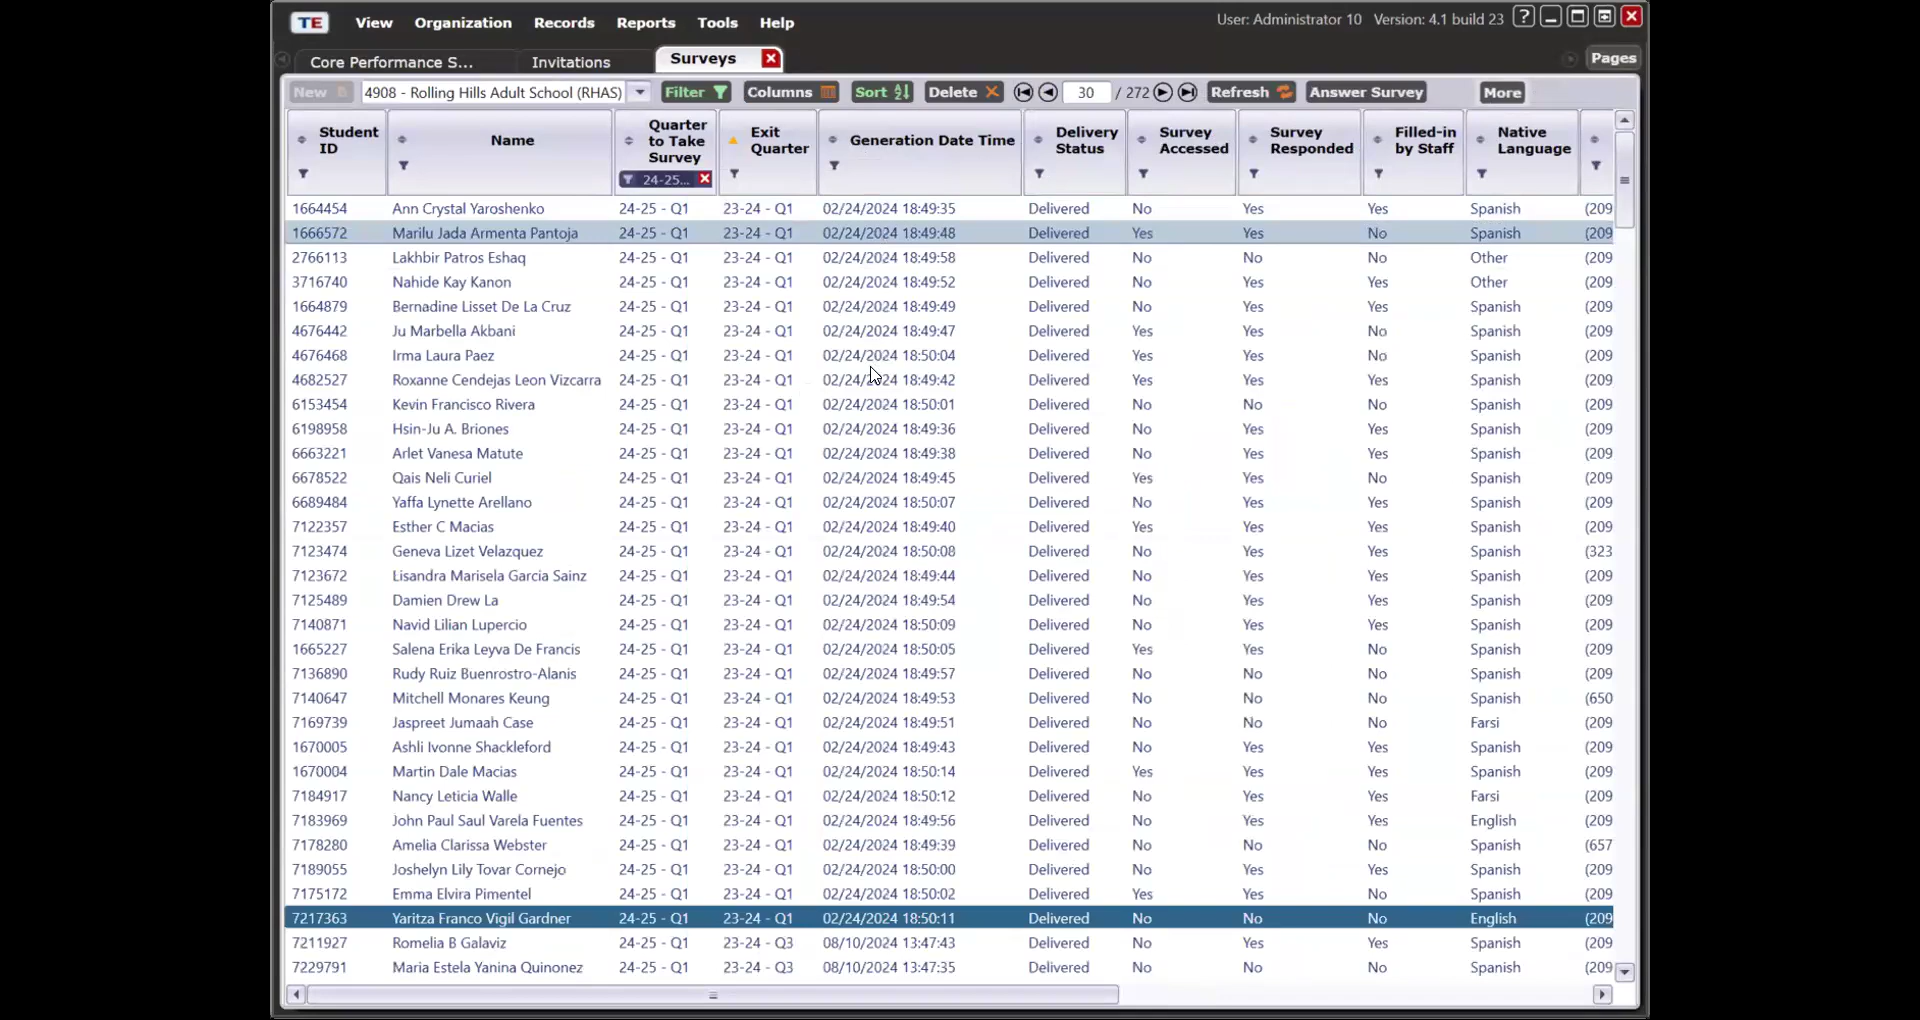 TE View Organization Records Reports Tools Help User: Administrator 10 Version: 4.1 build 23 ?
Core Performance S... Invitations Surveys Pages
New 4908 - Rolling Hills Adult School (RHAS) Filter Columns Sort Delete 30 / 272 Refresh Answer Survey More
Student ID Name Quarter to Take Survey Exit Quarter Generation Date Time Delivery Status Survey Accessed Survey Responded Filled-in by Staff Native Language
24-25...
1664454 Ann Crystal Yaroshenko 24-25 - Q1 23-24 - Q1 02/24/2024 18:49:35 Delivered No Yes Yes Spanish (209
1666572 Marilu Jada Armenta Pantoja 24-25 - Q1 23-24 - Q1 02/24/2024 18:49:48 Delivered Yes Yes No Spanish (209
2766113 Lakhbir Patros Eshaq 24-25 - Q1 23-24 - Q1 02/24/2024 18:49:58 Delivered No No No Other (209
3716740 Nahide Kay Kanon 24-25 - Q1 23-24 - Q1 02/24/2024 18:49:52 Delivered No Yes Yes Other (209
1664879 Bernadine Lisset De La Cruz 24-25 - Q1 23-24 - Q1 02/24/2024 18:49:49 Delivered No Yes Yes Spanish (209
4676442 Ju Marbella Akbani 24-25 - Q1 23-24 - Q1 02/24/2024 18:49:47 Delivered Yes Yes No Spanish (209
4676468 Irma Laura Paez 24-25 - Q1 23-24 - Q1 02/24/2024 18:50:04 Delivered Yes Yes No Spanish (209
4682527 Roxanne Cendejas Leon Vizcarra 24-25 - Q1 23-24 - Q1 02/24/2024 18:49:42 Delivered Yes Yes Yes Spanish (209
6153454 Kevin Francisco Rivera 24-25 - Q1 23-24 - Q1 02/24/2024 18:50:01 Delivered No No No Spanish (209
6198958 Hsin-Ju A. Briones 24-25 - Q1 23-24 - Q1 02/24/2024 18:49:36 Delivered No Yes Yes Spanish (209
6663221 Arlet Vanesa Matute 24-25 - Q1 23-24 - Q1 02/24/2024 18:49:38 Delivered No Yes Yes Spanish (209
6678522 Qais Neli Curiel 24-25 - Q1 23-24 - Q1 02/24/2024 18:49:45 Delivered Yes Yes No Spanish (209
6689484 Yaffa Lynette Arellano 24-25 - Q1 23-24 - Q1 02/24/2024 18:50:07 Delivered No Yes Yes Spanish (209
7122357 Esther C Macias 24-25 - Q1 23-24 - Q1 02/24/2024 18:49:40 Delivered Yes Yes Yes Spanish (209
7123474 Geneva Lizet Velazquez 24-25 - Q1 23-24 - Q1 02/24/2024 18:50:08 Delivered No Yes Yes Spanish (323
7123672 Lisandra Marisela Garcia Sainz 24-25 - Q1 23-24 - Q1 02/24/2024 18:49:44 Delivered No Yes Yes Spanish (209
7125489 Damien Drew La 24-25 - Q1 23-24 - Q1 02/24/2024 18:49:54 Delivered No Yes Yes Spanish (209
7140871 Navid Lilian Lupercio 24-25 - Q1 23-24 - Q1 02/24/2024 18:50:09 Delivered No Yes Yes Spanish (209
1665227 Salena Erika Leyva De Francis 24-25 - Q1 23-24 - Q1 02/24/2024 18:50:05 Delivered Yes Yes No Spanish (209
7136890 Rudy Ruiz Buenrostro-Alanis 24-25 - Q1 23-24 - Q1 02/24/2024 18:49:57 Delivered No No No Spanish (209
7140647 Mitchell Monares Keung 24-25 - Q1 23-24 - Q1 02/24/2024 18:49:53 Delivered No No No Spanish (650
7169739 Jaspreet Jumaah Case 24-25 - Q1 23-24 - Q1 02/24/2024 18:49:51 Delivered No No No Farsi (209
1670005 Ashli Ivonne Shackleford 24-25 - Q1 23-24 - Q1 02/24/2024 18:49:43 Delivered No Yes Yes Spanish (209
1670004 Martin Dale Macias 24-25 - Q1 23-24 - Q1 02/24/2024 18:50:14 Delivered Yes Yes Yes Spanish (209
7184917 Nancy Leticia Walle 24-25 - Q1 23-24 - Q1 02/24/2024 18:50:12 Delivered No Yes Yes Farsi (209
7183969 John Paul Saul Varela Fuentes 24-25 - Q1 23-24 - Q1 02/24/2024 18:49:56 Delivered No Yes Yes English (209
7178280 Amelia Clarissa Webster 24-25 - Q1 23-24 - Q1 02/24/2024 18:49:39 Delivered No No No Spanish (657
7189055 Joshelyn Lily Tovar Cornejo 24-25 - Q1 23-24 - Q1 02/24/2024 18:50:00 Delivered No Yes Yes Spanish (209
7175172 Emma Elvira Pimentel 24-25 - Q1 23-24 - Q1 02/24/2024 18:50:02 Delivered Yes Yes No Spanish (209
7217363 Yaritza Franco Vigil Gardner 24-25 - Q1 23-24 - Q1 02/24/2024 18:50:11 Delivered No No No English (209
7211927 Romelia B Galaviz 24-25 - Q1 23-24 - Q3 08/10/2024 13:47:43 Delivered No Yes Yes Spanish (209
7229791 Maria Estela Yanina Quinonez 24-25 - Q1 23-24 - Q3 08/10/2024 13:47:35 Delivered No No No Spanish (209